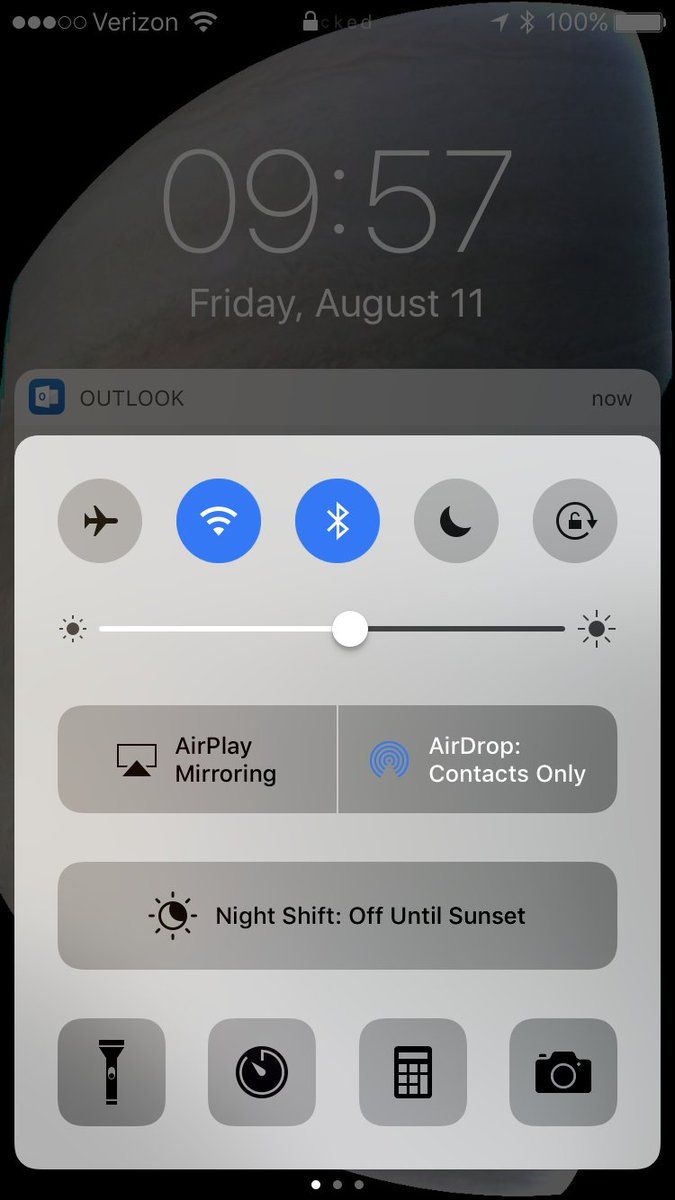 Verizon
cked
100%
09:57
Friday, August 11
OUTLOOK
now
AirPlay
Mirroring
AirDrop:
Contacts Only
Night Shift: Off Until Sunset